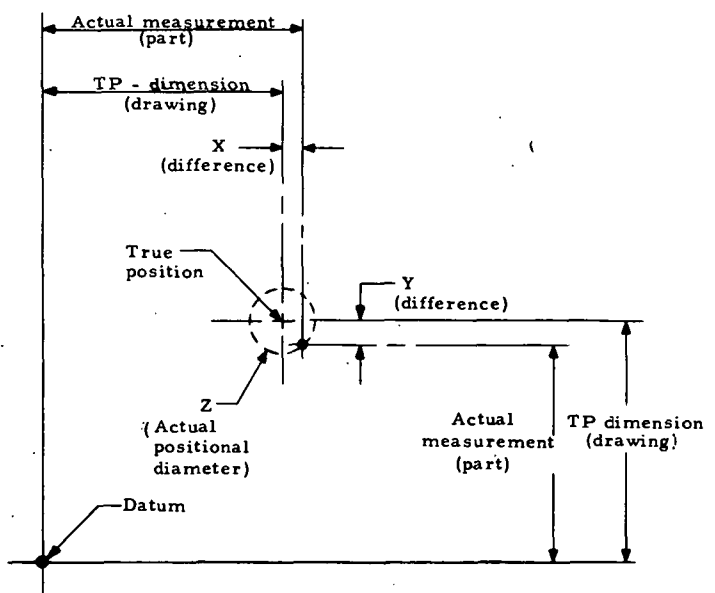 Actual measurement
(part)
TP - dimension
(drawing)
X
(difference)
True
position
Y
(difference)
Z
(Actual
positional
diameter)
Actual
measurement
(part)
TP dimension
(drawing)
Datum